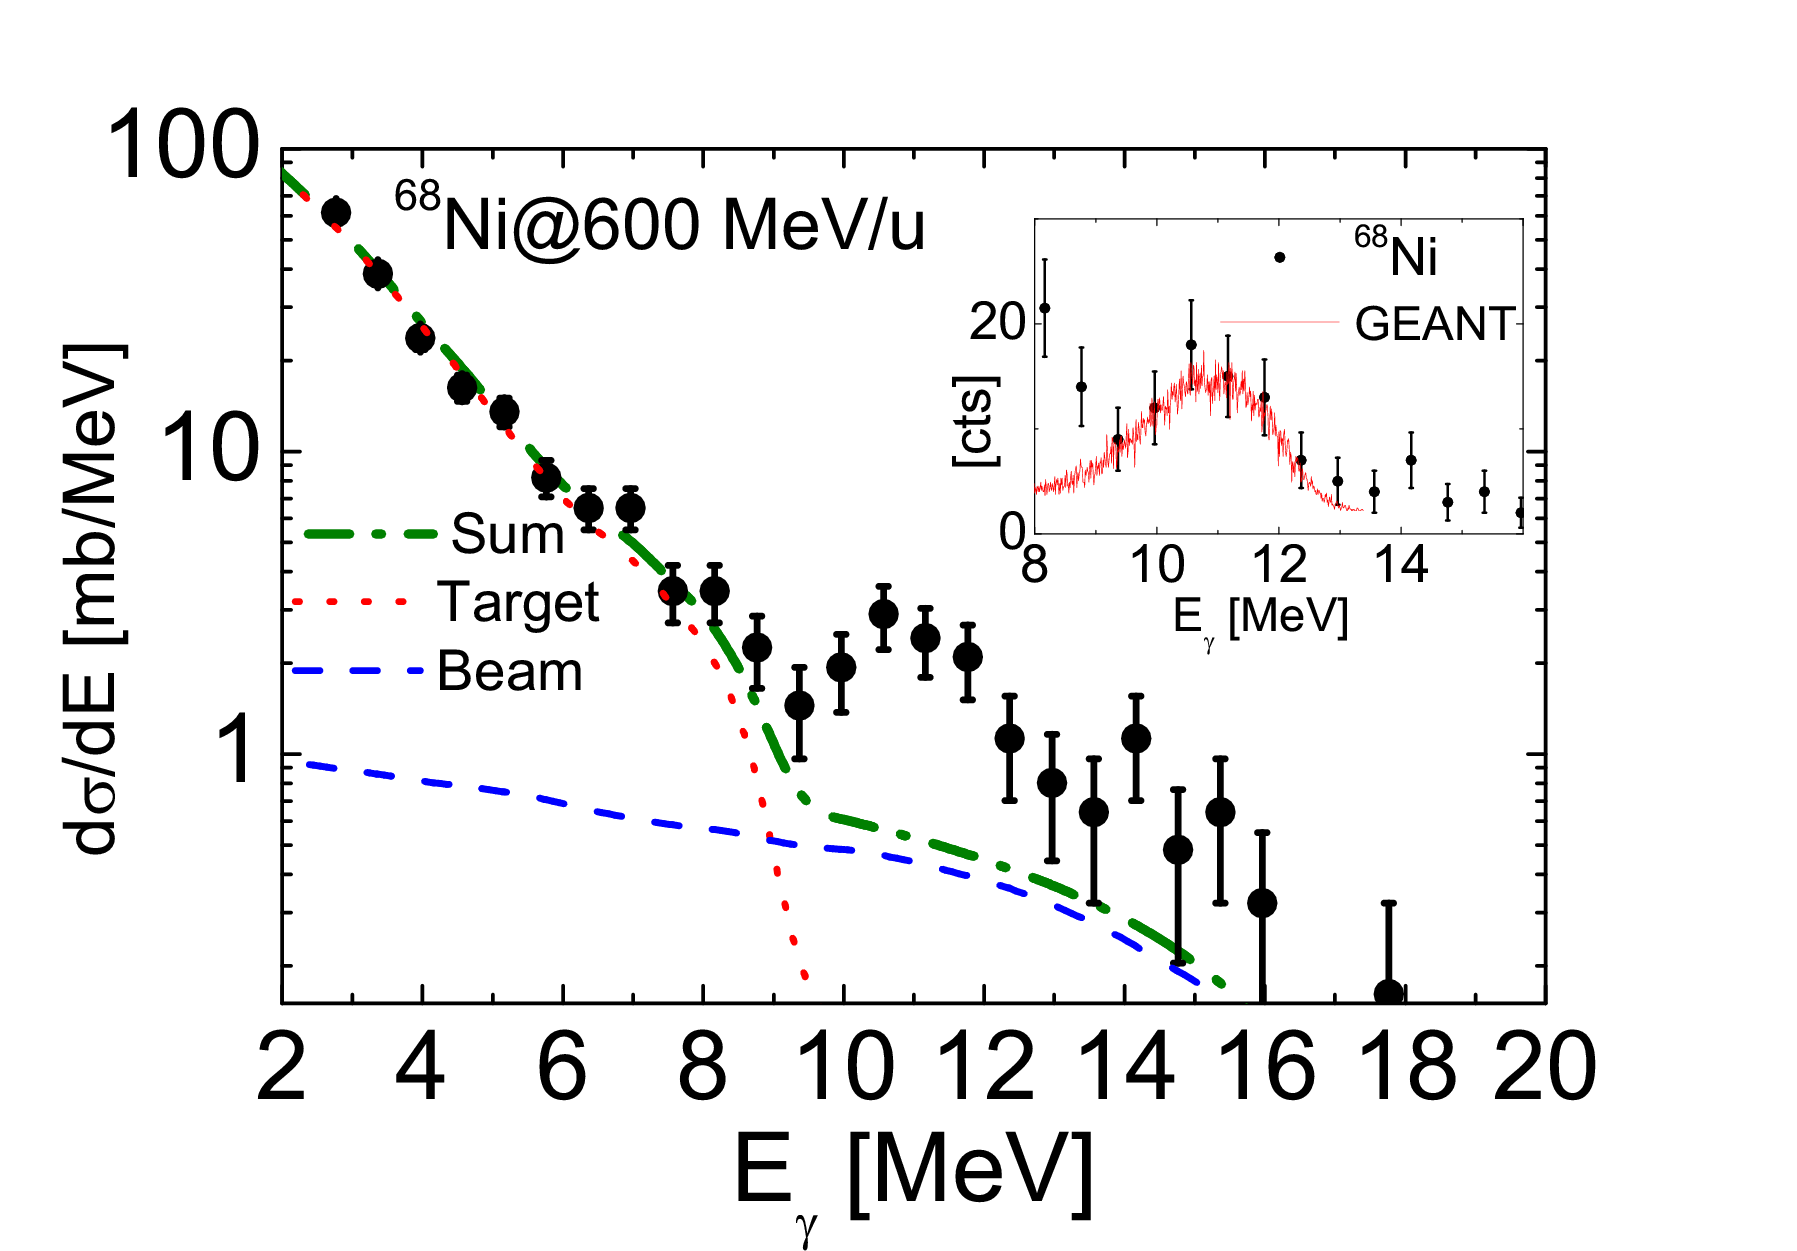 100
10
1
dσ/dE [mb/MeV]
⁶⁸Ni@600 MeV/u
Sum
Target
Beam
⁶⁸Ni
GEANT
20
0
[cts]
8 10 12 14
Eᵧ [MeV]
2 4 6 8 10 12 14 16 18 20
Eᵧ [MeV]